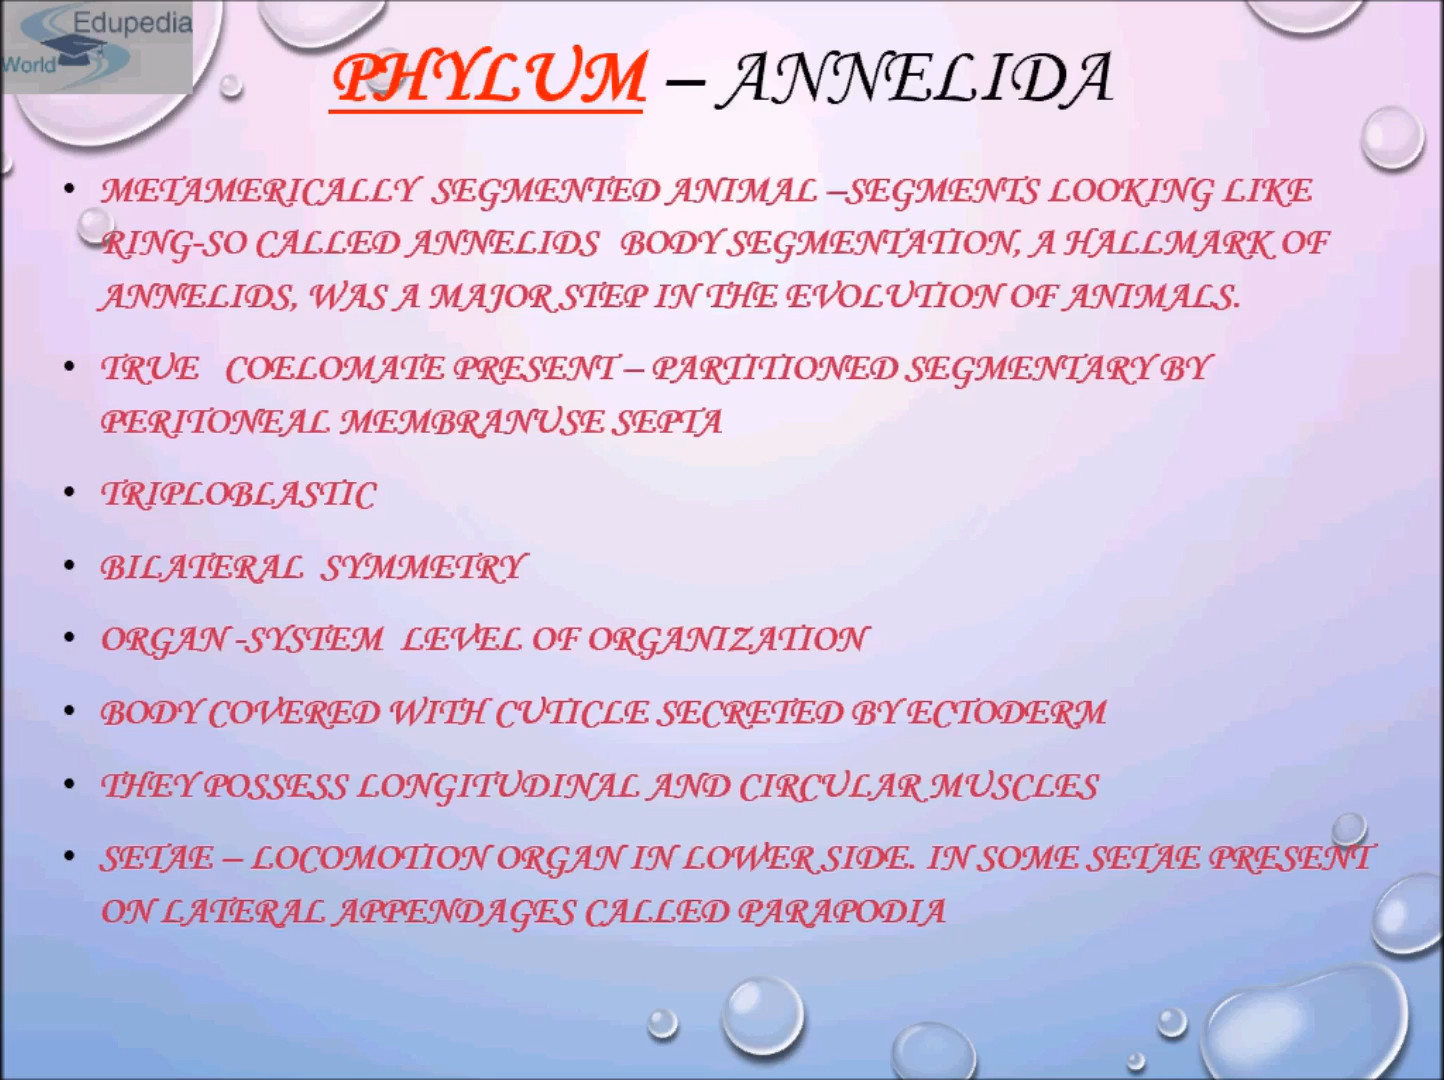 Edupedia
World
PHYLUM – ANNELIDA
• METAMERICALLY SEGMENTED ANIMAL –SEGMENTS LOOKING LIKE
RING-SO CALLED ANNELIDS BODY SEGMENTATION, A HALLMARK OF
ANNELIDS, WAS A MAJOR STEP IN THE EVOLUTION OF ANIMALS.
• TRUE COELOMATE PRESENT – PARTITIONED SEGMENTARY BY
PERITONEAL MEMBRANUSE SEPTA
• TRIPLOBLASTIC
• BILATERAL SYMMETRY
• ORGAN -SYSTEM LEVEL OF ORGANIZATION
• BODY COVERED WITH CUTICLE SECRETED BY ECTODERM
• THEY POSSESS LONGITUDINAL AND CIRCULAR MUSCLES
• SETAE – LOCOMOTION ORGAN IN LOWER SIDE. IN SOME SETAE PRESENT
ON LATERAL APPENDAGES CALLED PARAPODIA